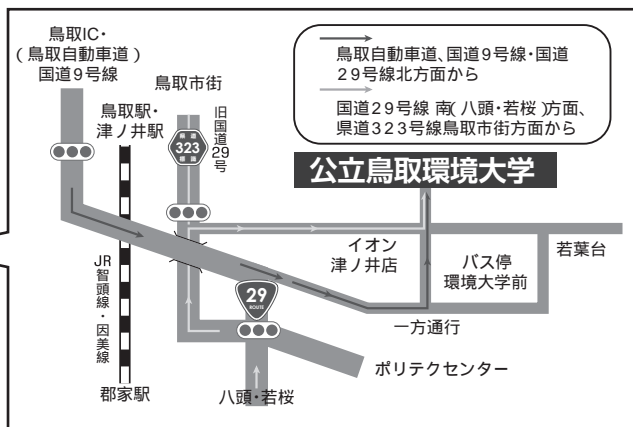 鳥取IC・
(鳥取自動車道)
国道9号線
鳥取市街
鳥取駅・
津ノ井駅
県道
323
鳥取
旧国道29号
鳥取自動車道、国道9号線・国道
29号線北方面から
国道29号線 南(八頭・若桜)方面、
県道323号線鳥取市街方面から
公立鳥取環境大学
イオン
津ノ井店
バス停
環境大学前
若葉台
JR
智頭線・因美線
29
ROUTE
一方通行
ポリテクセンター
郡家駅
八頭・若桜